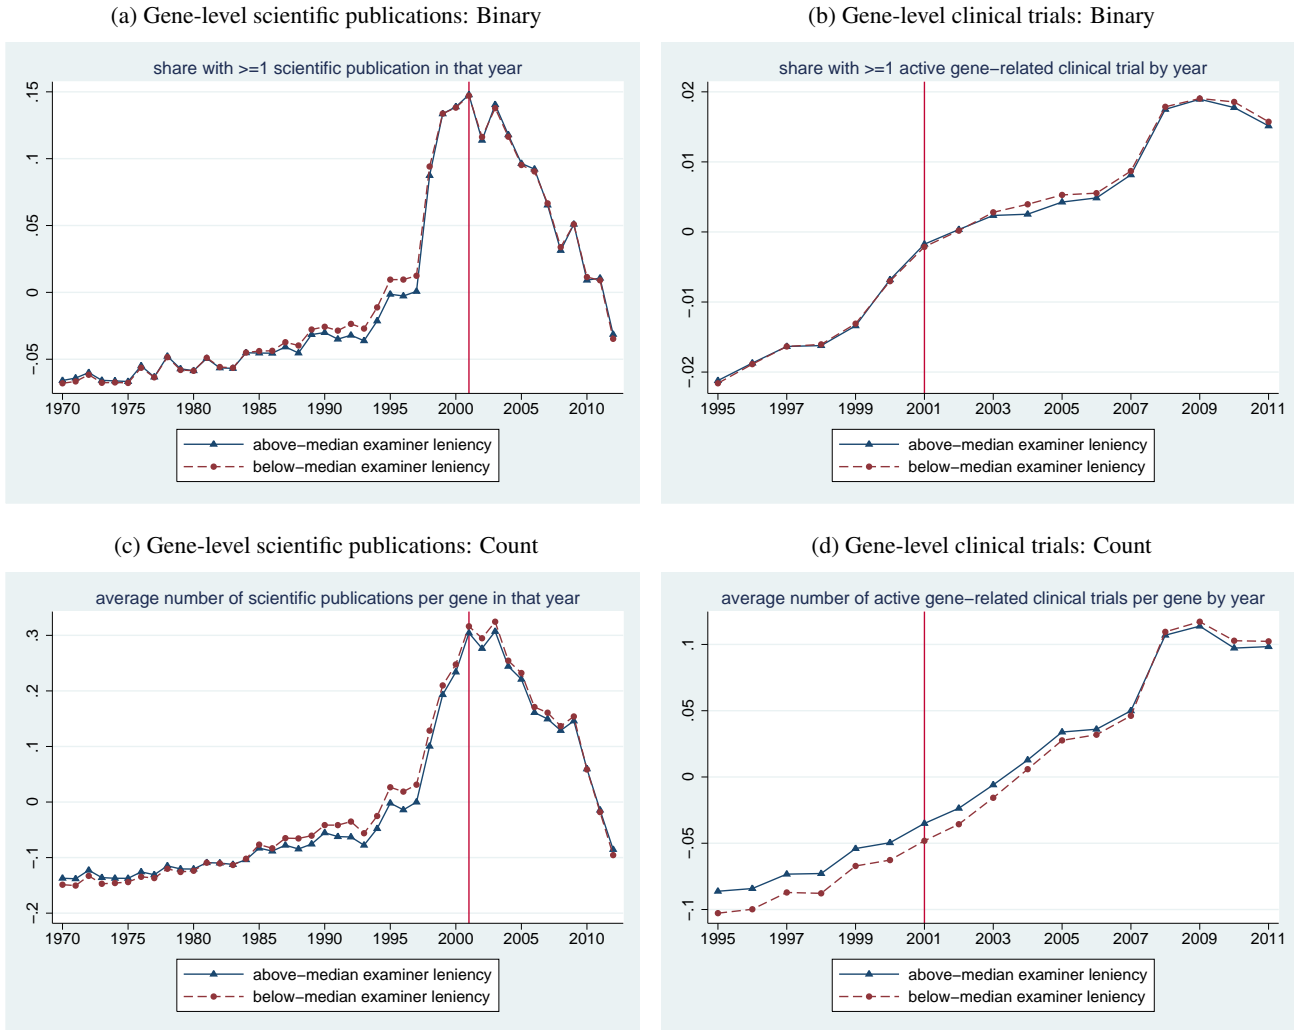 (a) Gene-level scientific publications: Binary
share with >=1 scientific publication in that year
.15
.1
.05
0
−.05
1970 1975 1980 1985 1990 1995 2000 2005 2010
above−median examiner leniency
below−median examiner leniency
(b) Gene-level clinical trials: Binary
share with >=1 active gene−related clinical trial by year
.02
.01
0
−.01
−.02
1995 1997 1999 2001 2003 2005 2007 2009 2011
above−median examiner leniency
below−median examiner leniency
(c) Gene-level scientific publications: Count
average number of scientific publications per gene in that year
.3
.2
.1
0
−.1
−.2
1970 1975 1980 1985 1990 1995 2000 2005 2010
above−median examiner leniency
below−median examiner leniency
(d) Gene-level clinical trials: Count
average number of active gene−related clinical trials per gene by year
.1
.05
0
−.05
−.1
1995 1997 1999 2001 2003 2005 2007 2009 2011
above−median examiner leniency
below−median examiner leniency